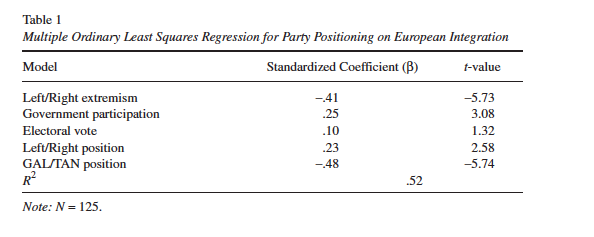 Table 1
Multiple Ordinary Least Squares Regression for Party Positioning on European Integration
Model Standardized Coefficient (β) t-value
Left/Right extremism –.41 –5.73
Government participation .25 3.08
Electoral vote .10 1.32
Left/Right position .23 2.58
GAL/TAN position –.48 –5.74
R² .52
Note: N = 125.